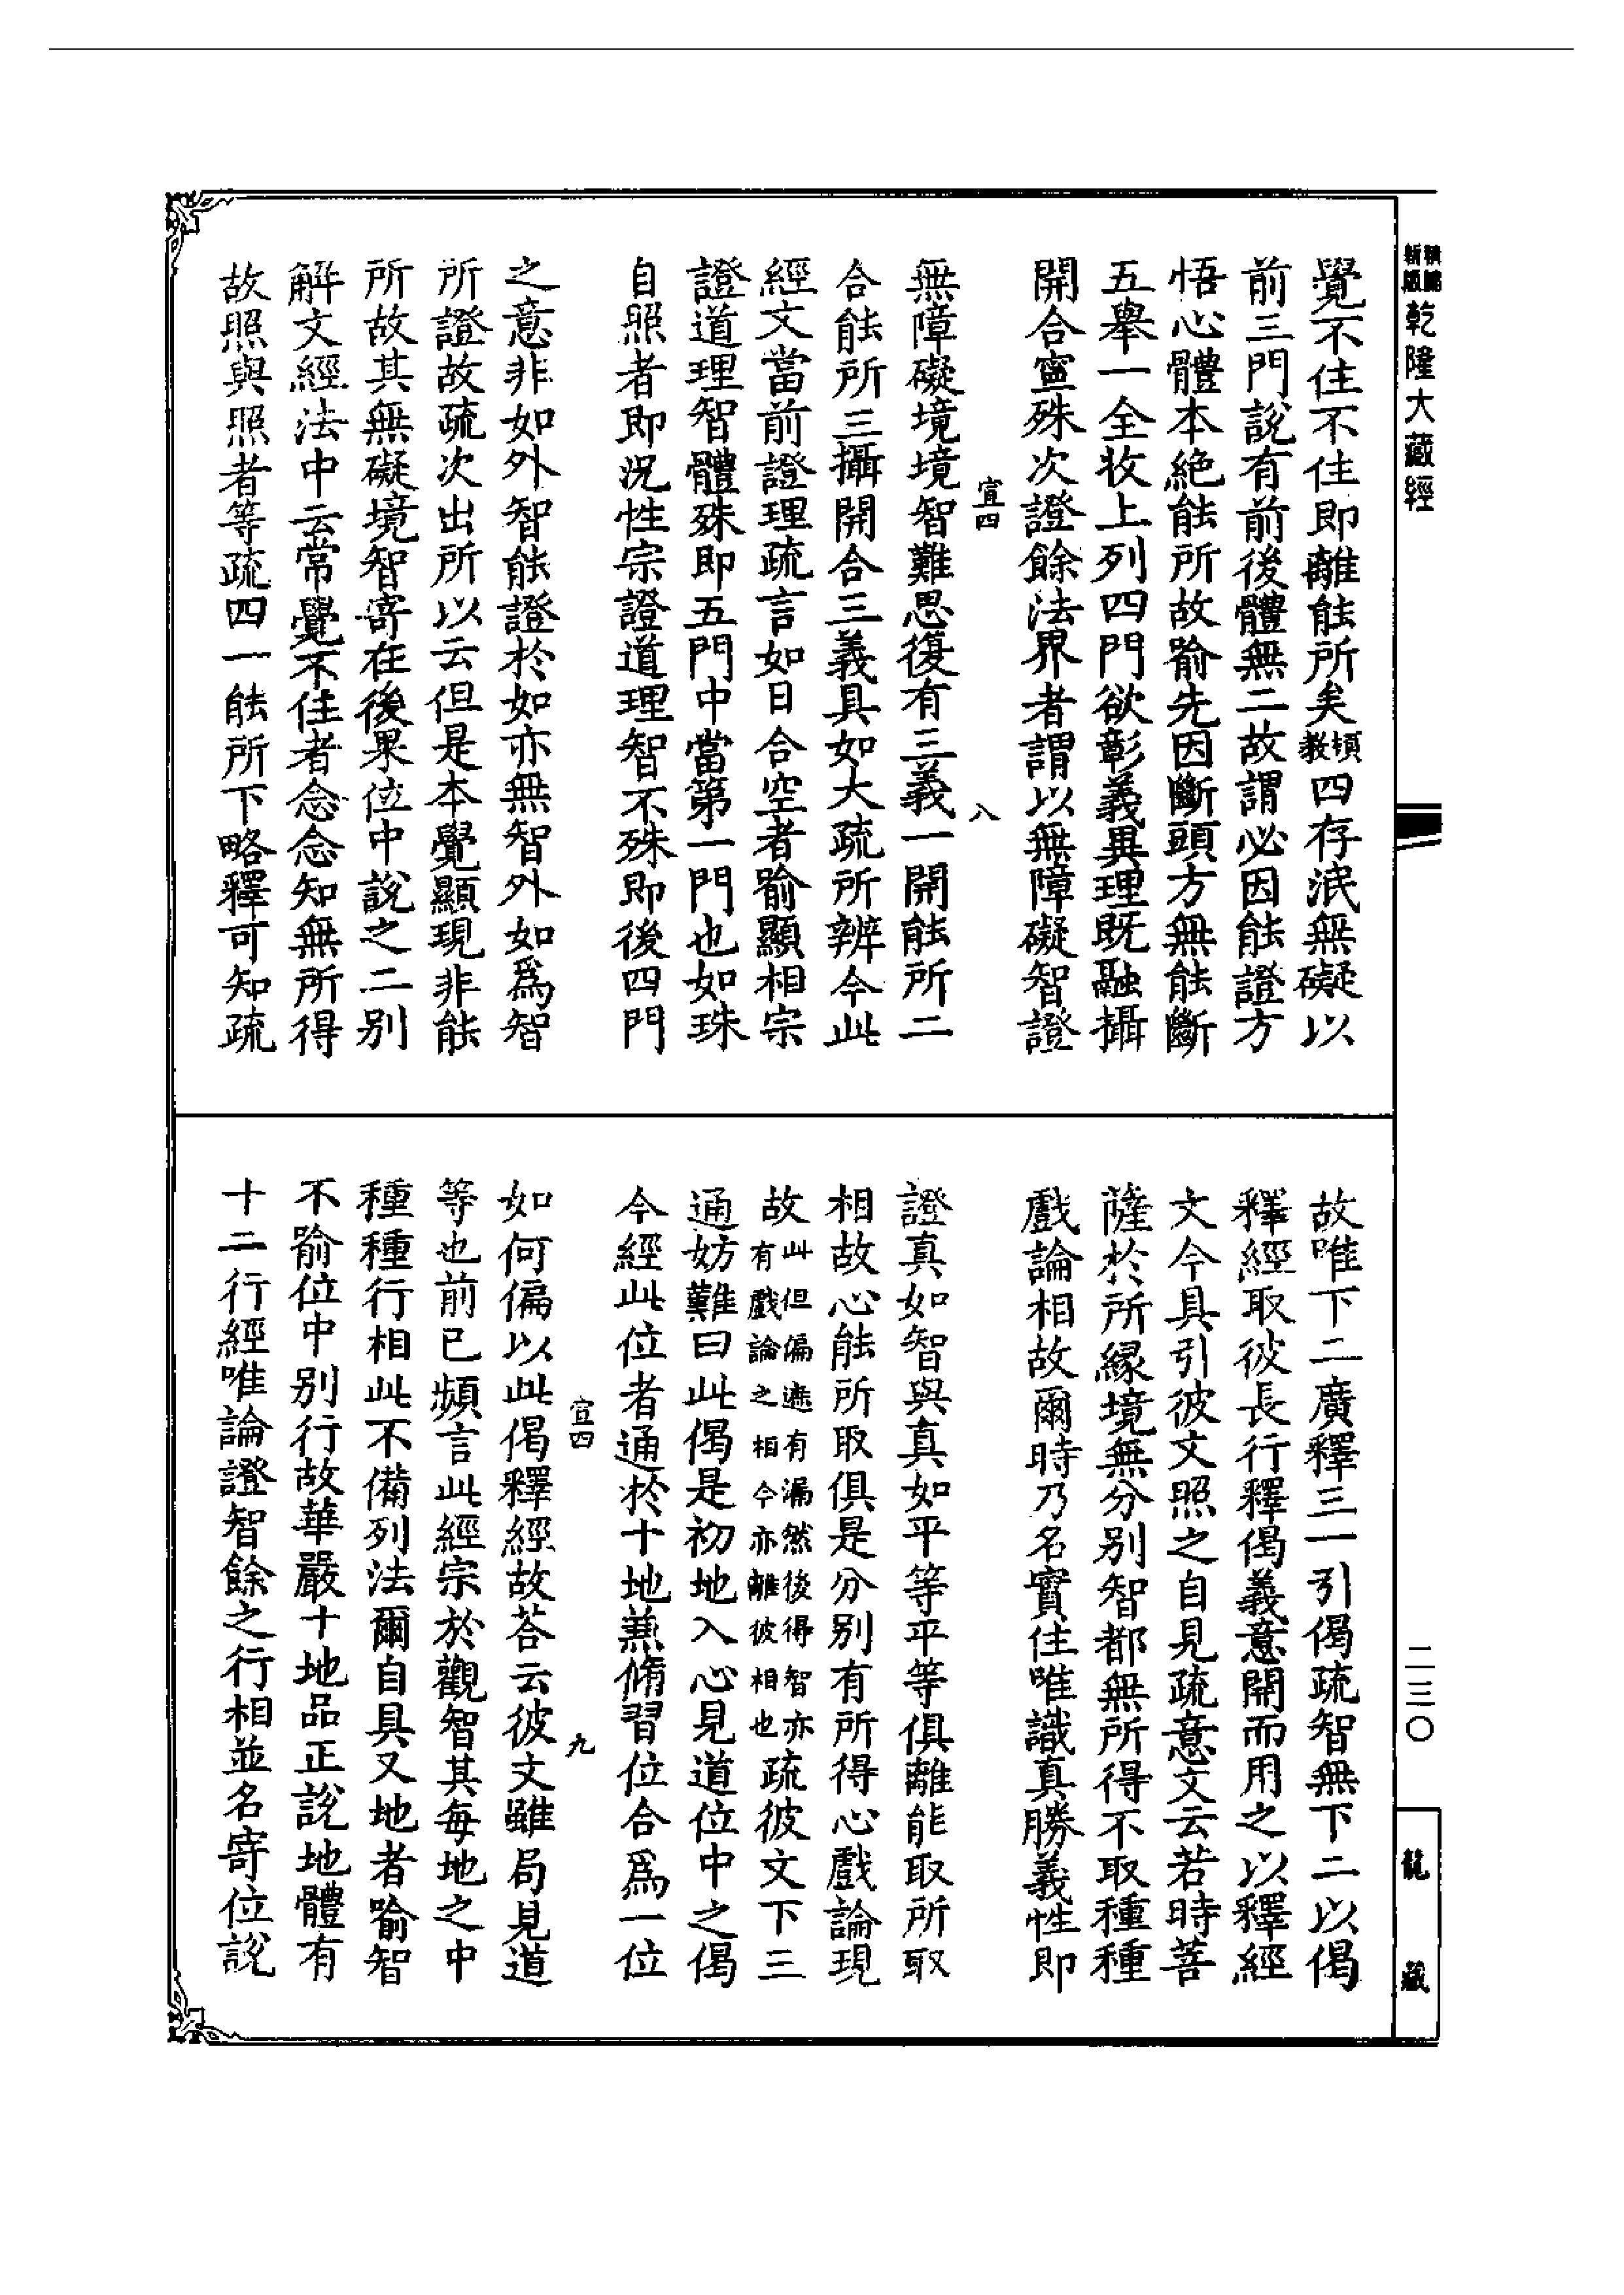 新版
精編
乾隆大藏經
覺不住不住即離能所矣頓教四存泯無礙以
前三門說有前後體無二故謂必因能證方
悟心體本絕能所故喻先因斷頭方無能斷
五舉一全收上列四門欲彰義異理既融攝
開合寧殊次證餘法界者謂以無障礙智證
宣四
八
無障礙境境智難思復有三義一開能所二
合能所三攝開合三義具如大疏所辨今此
經文當前證理疏言如日合空者喻顯相宗
證道理智體殊即五門中當第一門也如珠
自照者即況性宗證道理智不殊即後四門
之意非如外智能證於如亦無智外如爲智
所證故疏次出所以云但是本覺顯現非能
所故其無礙境智寄在後果位中說之二別
解文經法中云常覺不住者念念知無所得
故照與照者等疏四一能所下略釋可知疏
故唯下二廣釋三一引偈疏智無下二以偈
釋經取彼長行釋偈義意開而用之以釋經
文今具引彼文照之自見疏意文云若時菩
薩於所緣境無分別智都無所得不取種種
戲論相故爾時乃名實住唯識真勝義性即
證真如智與真如平等平等俱離能取所取
相故心能所取俱是分別有所得心戲論現
故此但偏遮有漏然後得智亦有戲論之相今亦離彼相也疏彼文下三
通妨難曰此偈是初地入心見道位中之偈
今經此位者通於十地兼脩習位合爲一位
宣四
九
如何偏以此偈釋經故荅云彼文雖局見道
等也前已頻言此經宗於觀智其每地之中
種種行相此不備列法爾自具又地者喻智
不喻位中別行故華嚴十地品正說地體有
十二行經唯論證智餘之行相並名寄位說
二三〇
龍藏